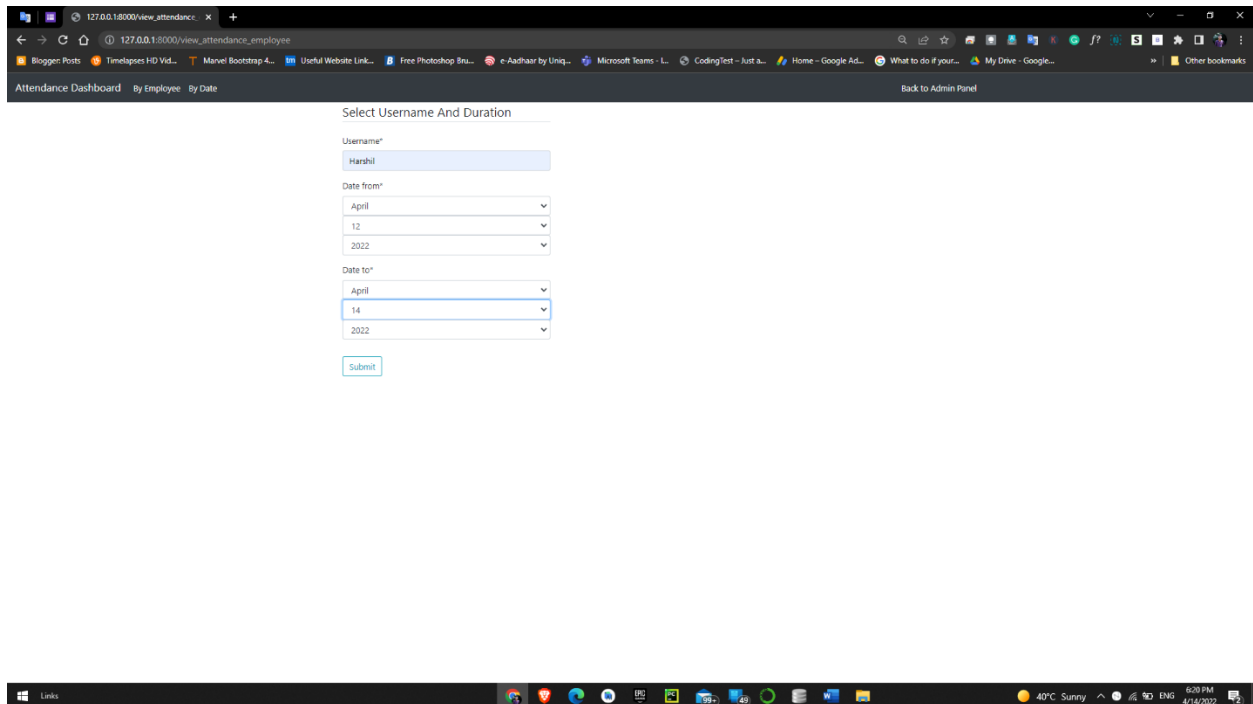 127.0.0.1:8000/view_attendance_
127.0.0.1:8000/view_attendance_employee
Blogger: Posts Timelapses HD Vid... Marvel Bootstrap 4... tm Useful Website Link... Free Photoshop Bru... e-Aadhaar by Uniq... Microsoft Teams - L... CodingTest – Just a... Home – Google Ad... What to do if your... My Drive - Google... » Other bookmarks
Attendance Dashboard By Employee By Date Back to Admin Panel
Select Username And Duration
Username*
Harshil
Date from*
April
12
2022
Date to*
April
14
2022
Submit
Links 99+ 49 40°C Sunny ENG 6:20 PM
4/14/2022 2